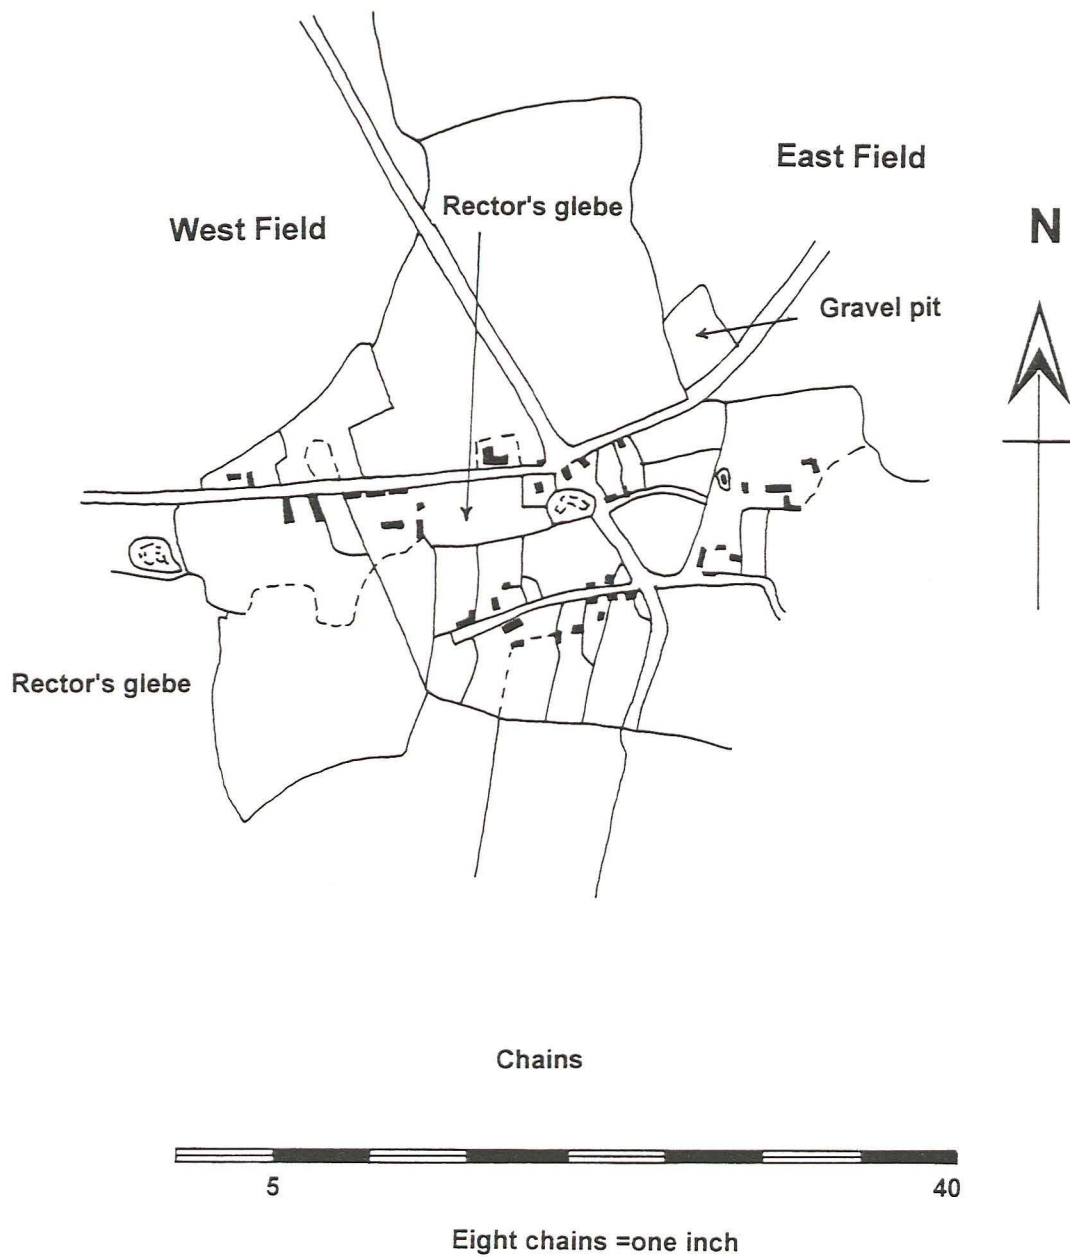 East Field
Rector's glebe
West Field
N
Gravel pit
Rector's glebe
Chains
5
40
Eight chains =one inch